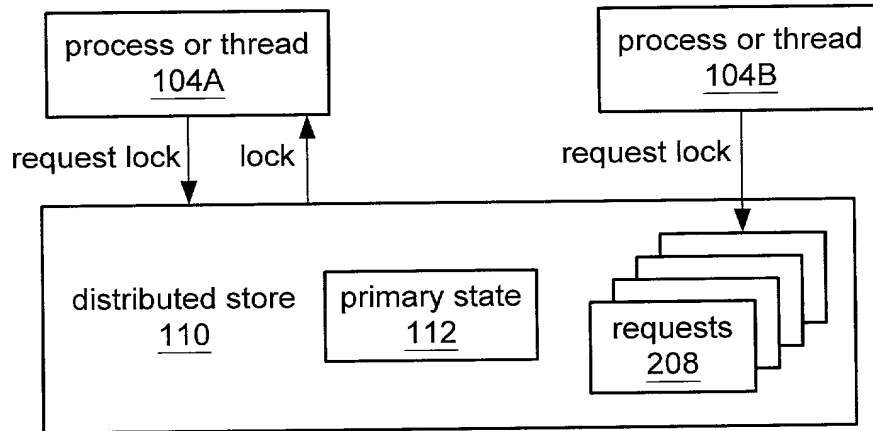 process or thread
104A
process or thread
104B
request lock
lock
request lock
distributed store
110
primary state
112
requests
208